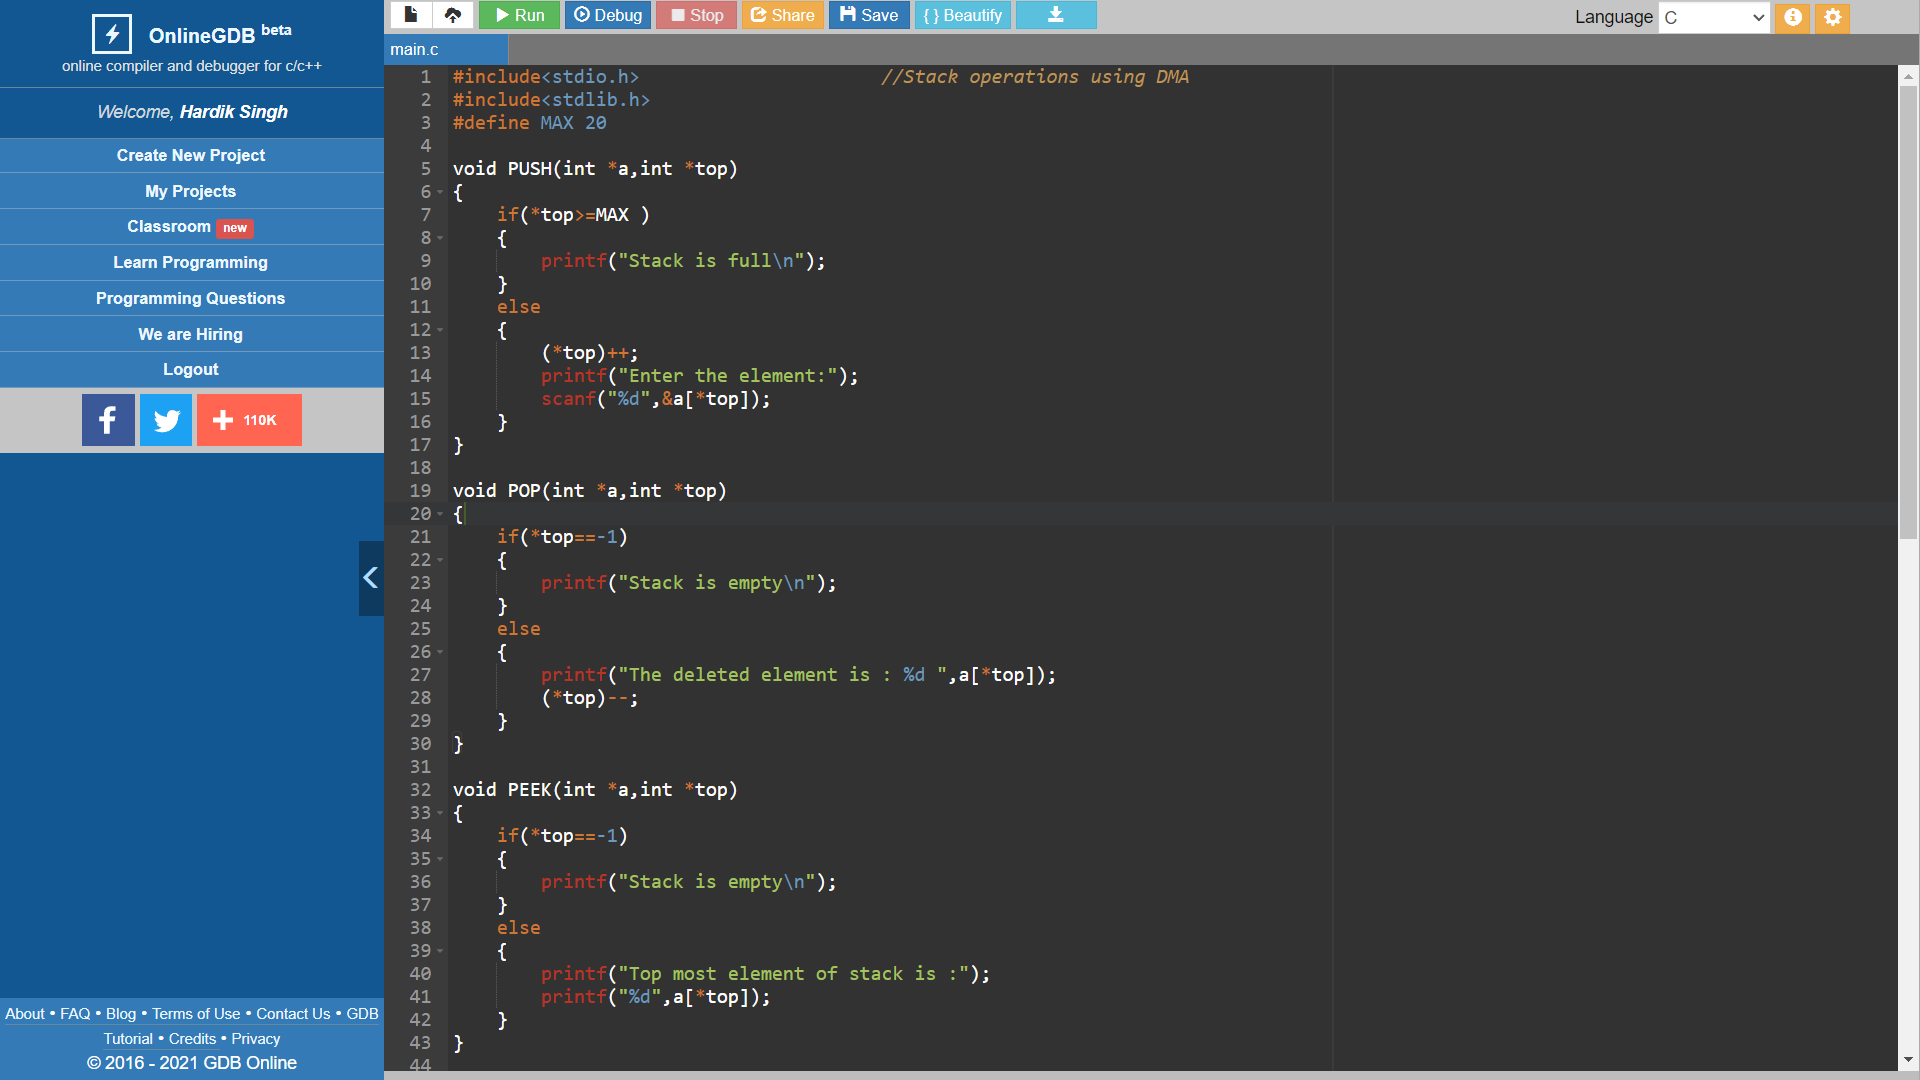 OnlineGDB beta
online compiler and debugger for c/c++
Welcome, Hardik Singh
Create New Project
My Projects
Classroom new
Learn Programming
Programming Questions
We are Hiring
Logout
110K
About • FAQ • Blog • Terms of Use • Contact Us • GDB
Tutorial • Credits • Privacy
© 2016 - 2021 GDB Online
Run Debug Stop Share Save { } Beautify
Language C
main.c
1 #include<stdio.h> //Stack operations using DMA
2 #include<stdlib.h>
3 #define MAX 20
4
5 void PUSH(int *a,int *top)
6 {
7 if(*top>=MAX )
8 {
9 printf("Stack is full\n");
10 }
11 else
12 {
13 (*top)++;
14 printf("Enter the element:");
15 scanf("%d",&a[*top]);
16 }
17 }
18
19 void POP(int *a,int *top)
20 {
21 if(*top==-1)
22 {
23 printf("Stack is empty\n");
24 }
25 else
26 {
27 printf("The deleted element is : %d ",a[*top]);
28 (*top)--;
29 }
30 }
31
32 void PEEK(int *a,int *top)
33 {
34 if(*top==-1)
35 {
36 printf("Stack is empty\n");
37 }
38 else
39 {
40 printf("Top most element of stack is :");
41 printf("%d",a[*top]);
42 }
43 }
44